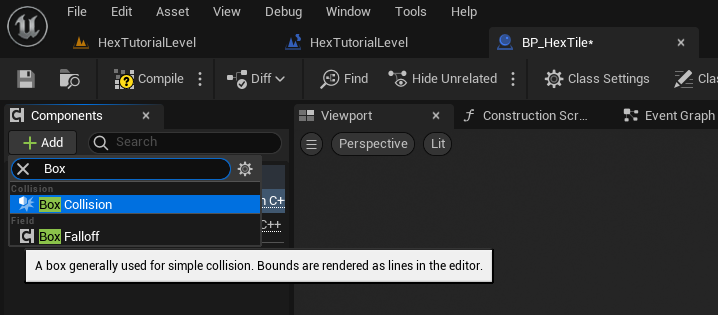 File Edit Asset View Debug Window Tools Help
HexTutorialLevel HexTutorialLevel BP_HexTile*
Compile Diff Find Hide Unrelated Class Settings Clas
Components Viewport Construction Scr... Event Graph
Add Search Perspective Lit
Box
Collision
Box Collision n C++
Field C++
Box Falloff
A box generally used for simple collision. Bounds are rendered as lines in the editor.